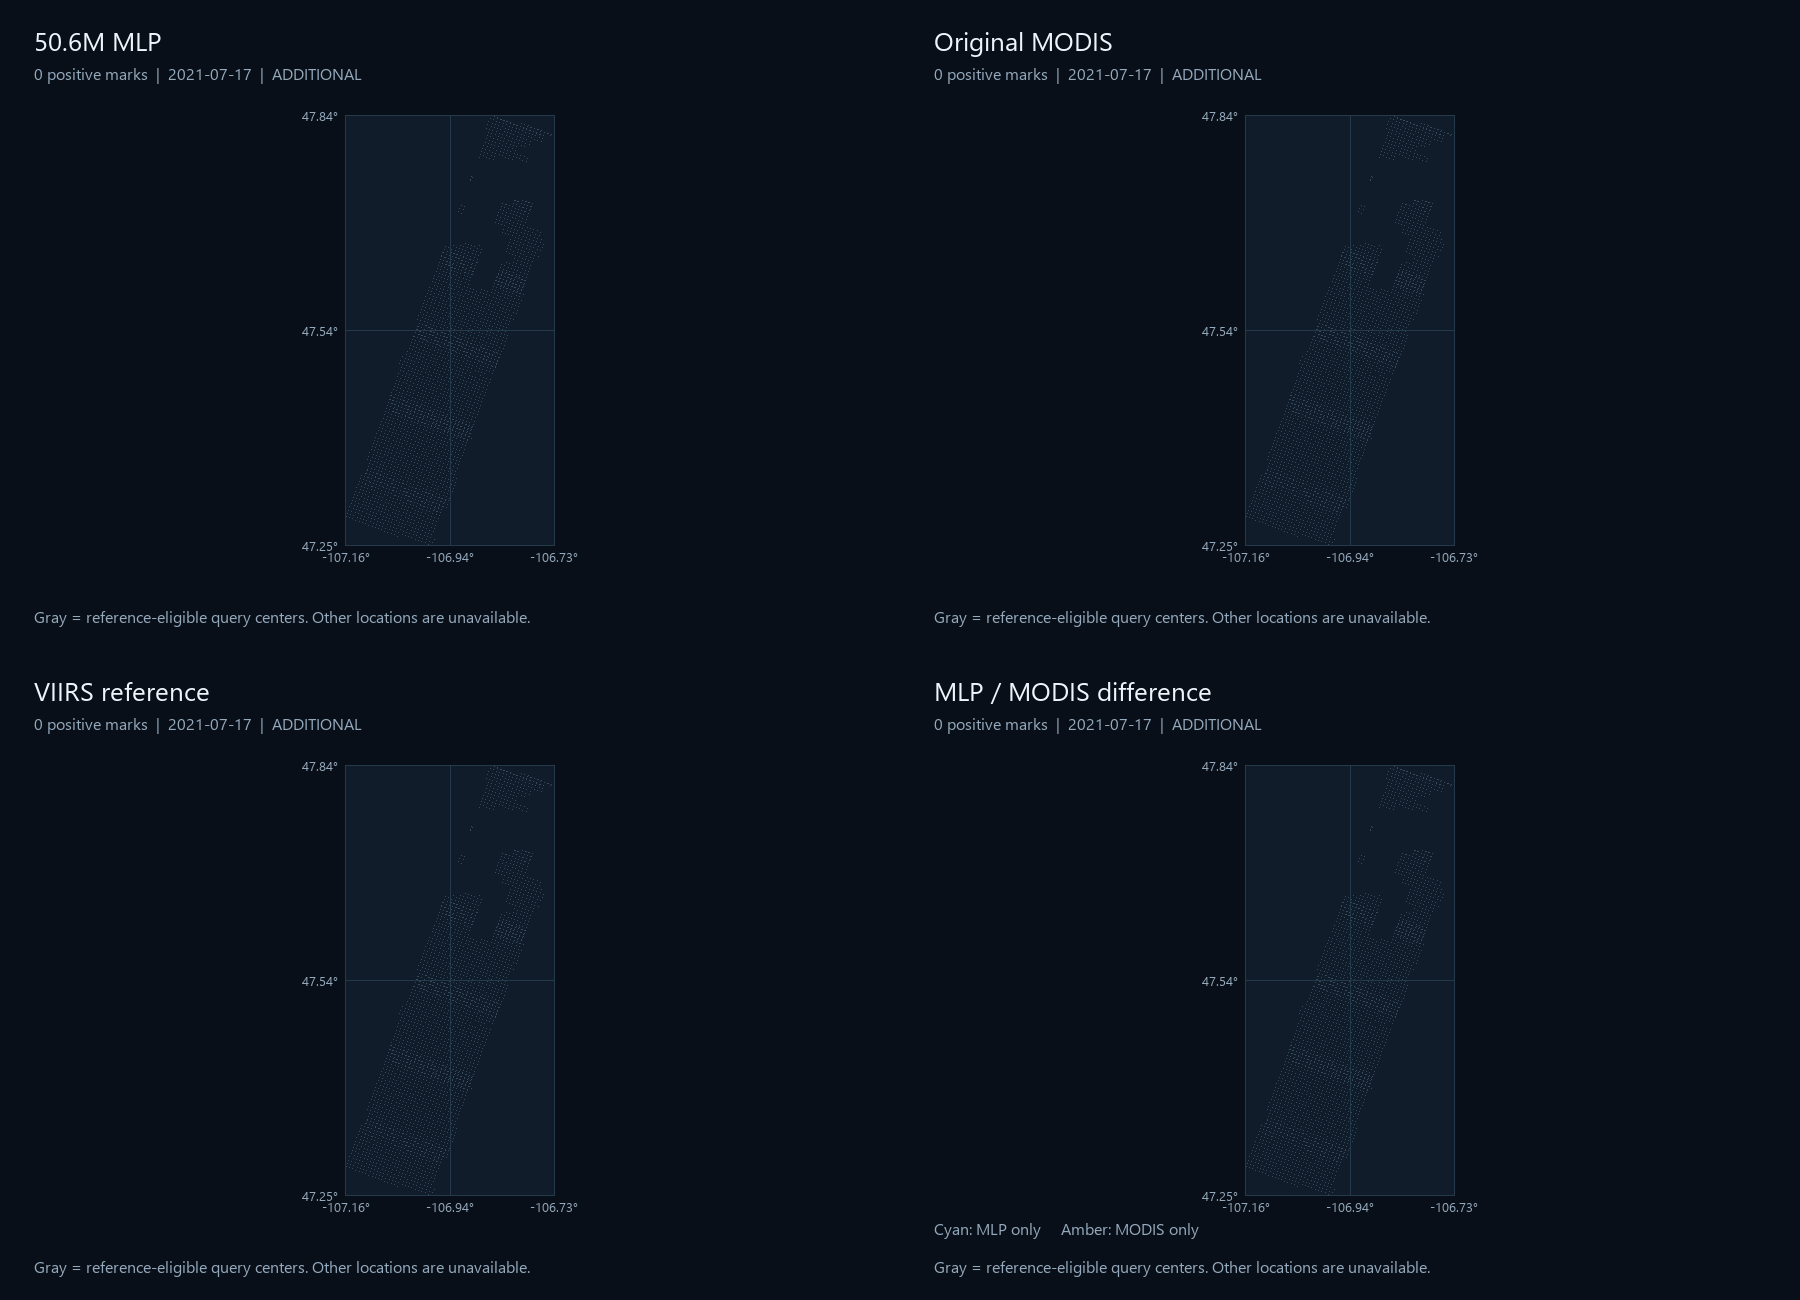 50.6M MLP
0 positive marks | 2021-07-17 | ADDITIONAL
47.84°
47.54°
47.25°
-107.16° -106.94° -106.73°
Gray = reference-eligible query centers. Other locations are unavailable.
Original MODIS
0 positive marks | 2021-07-17 | ADDITIONAL
47.84°
47.54°
47.25°
-107.16° -106.94° -106.73°
Gray = reference-eligible query centers. Other locations are unavailable.
VIIRS reference
0 positive marks | 2021-07-17 | ADDITIONAL
47.84°
47.54°
47.25°
-107.16° -106.94° -106.73°
Gray = reference-eligible query centers. Other locations are unavailable.
MLP / MODIS difference
0 positive marks | 2021-07-17 | ADDITIONAL
47.84°
47.54°
47.25°
-107.16° -106.94° -106.73°
Cyan: MLP only Amber: MODIS only
Gray = reference-eligible query centers. Other locations are unavailable.